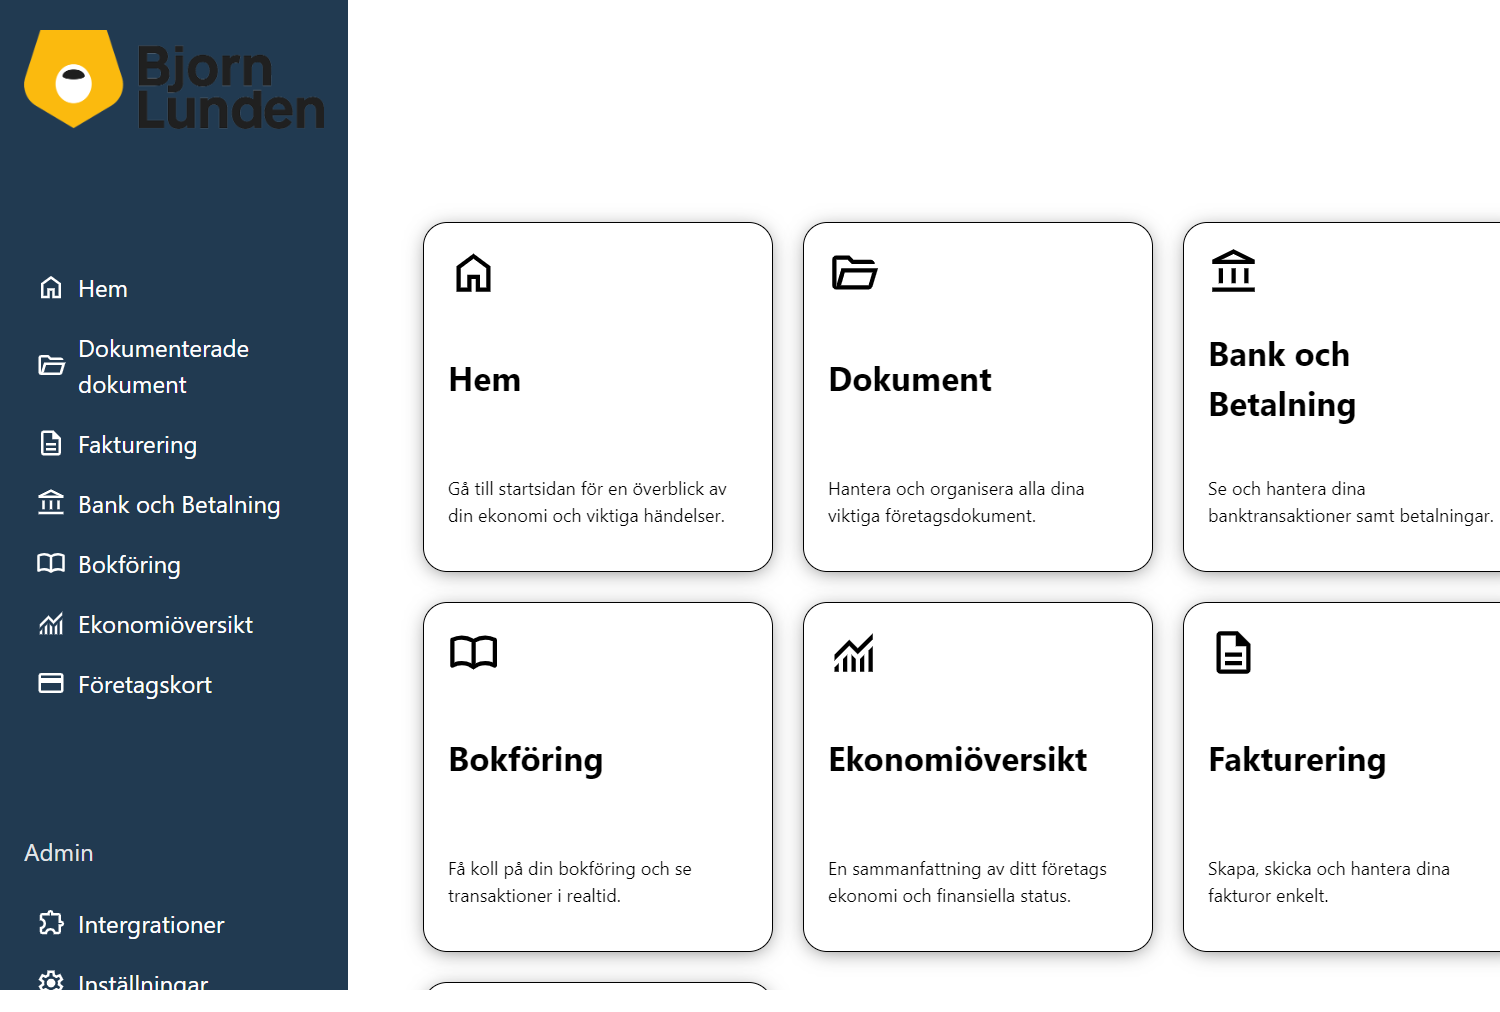 Bjorn
Lunden
Hem
Dokumenterade
dokument
Fakturering
Bank och Betalning
Bokföring
Ekonomiöversikt
Företagskort
Admin
Intergrationer
Inställningar
Hem
Gå till startsidan för en överblick av
din ekonomi och viktiga händelser.
Dokument
Hantera och organisera alla dina
viktiga företagsdokument.
Bank och
Betalning
Se och hantera dina
banktransaktioner samt betalningar.
Bokföring
Få koll på din bokföring och se
transaktioner i realtid.
Ekonomiöversikt
En sammanfattning av ditt företags
ekonomi och finansiella status.
Fakturering
Skapa, skicka och hantera dina
fakturor enkelt.